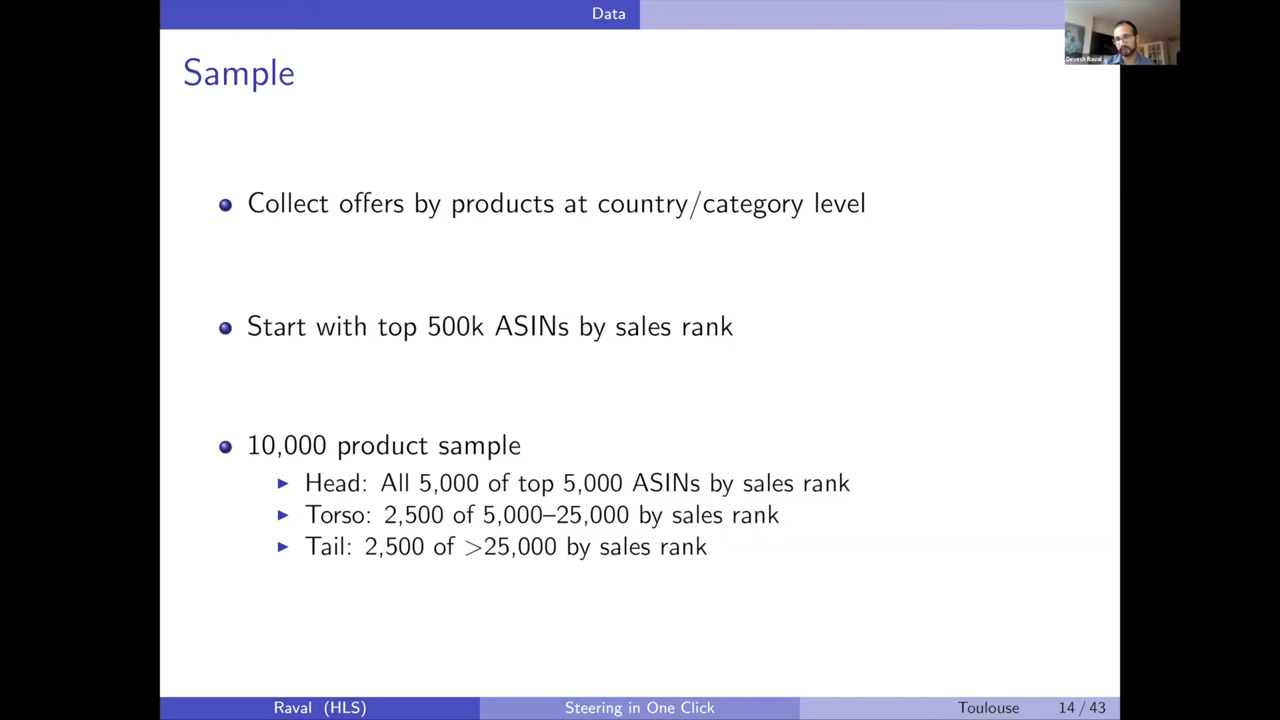 Data
Devesh Raval
Sample
Collect offers by products at country/category level
Start with top 500k ASINs by sales rank
10,000 product sample
Head: All 5,000 of top 5,000 ASINs by sales rank
Torso: 2,500 of 5,000–25,000 by sales rank
Tail: 2,500 of >25,000 by sales rank
Raval (HLS) Steering in One Click Toulouse 14 / 43